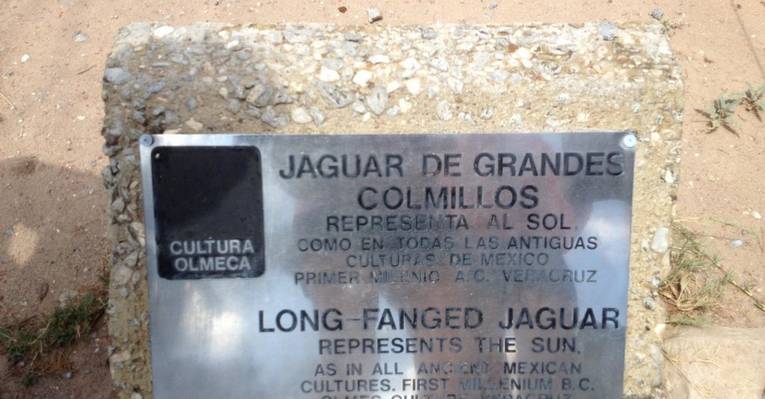 CULTURA
OLMECA
JAGUAR DE GRANDES
COLMILLOS
REPRESENTA AL SOL,
COMO EN TODAS LAS ANTIGUAS
CULTURAS DE MEXICO
PRIMER MILENIO A.C. VERACRUZ
LONG-FANGED JAGUAR
REPRESENTS THE SUN,
AS IN ALL ANCIENT MEXICAN
CULTURES. FIRST MILLENIUM B.C.